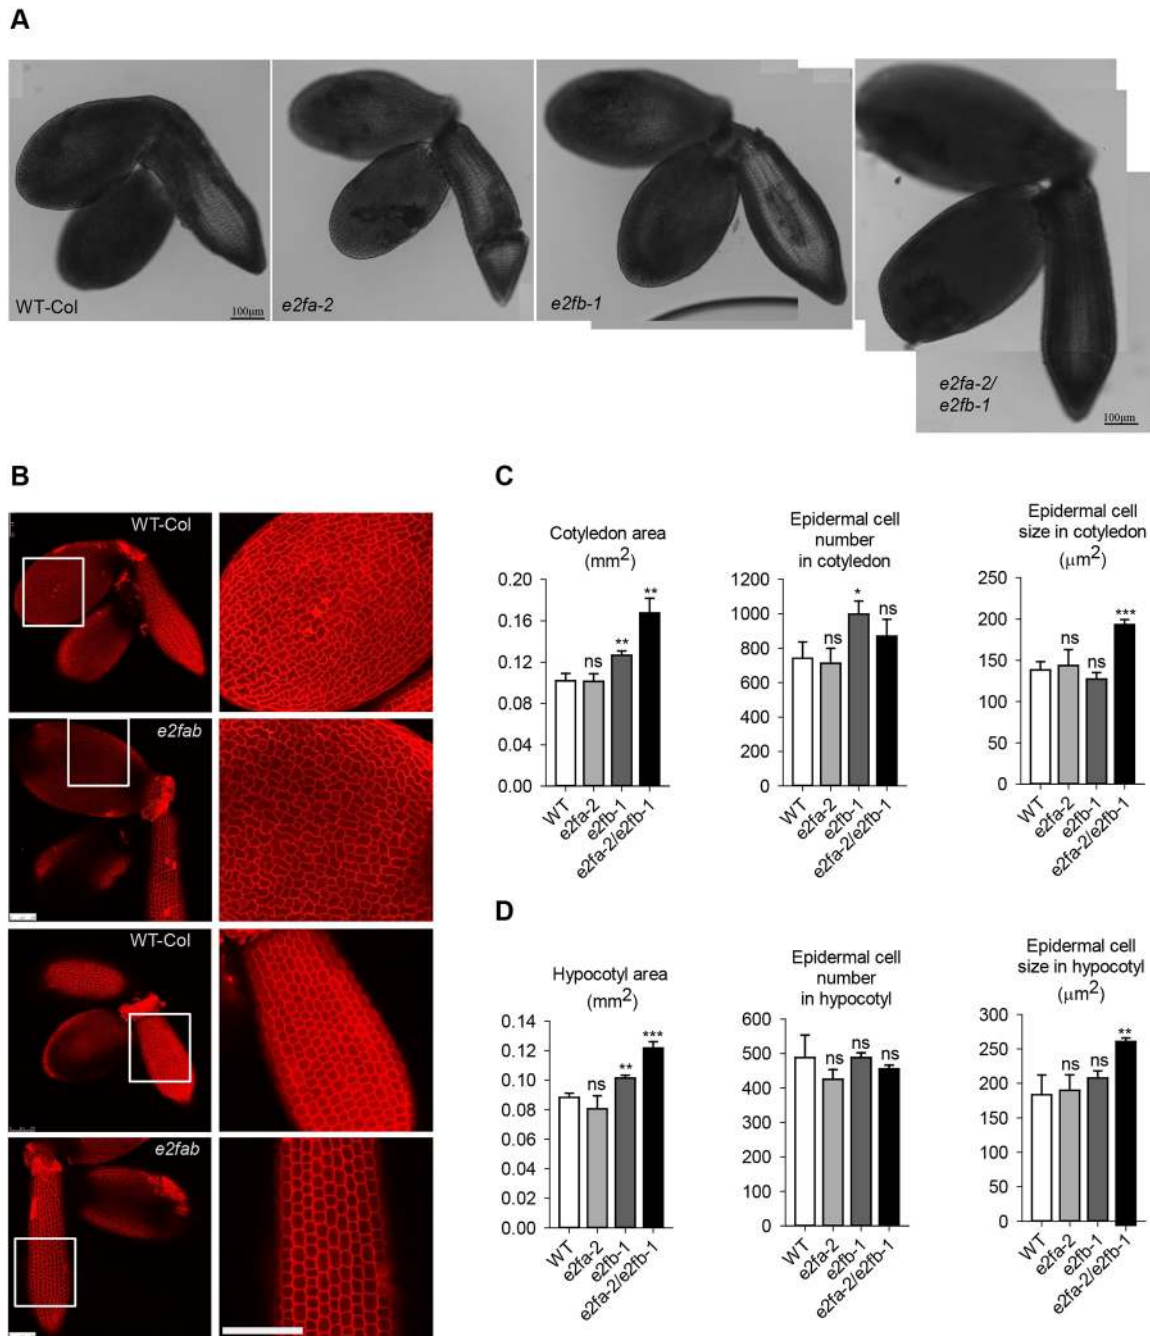 A
WT-Col
100μm
e2fa-2
e2fb-1
e2fa-2/
e2fb-1
100μm
B
WT-Col
e2fab
WT-Col
e2fab
C
Cotyledon area
(mm2)
0.20
0.16
0.12
0.08
0.04
0.00
ns
**
**
WT
e2fa-2
e2fb-1
e2fa-2/e2fb-1
Epidermal cell
number
in cotyledon
1200
1000
800
600
400
200
0
ns
*
ns
WT
e2fa-2
e2fb-1
e2fa-2/e2fb-1
Epidermal cell
size in cotyledon
(μm2)
250
200
150
100
50
0
ns
ns
***
WT
e2fa-2
e2fb-1
e2fa-2/e2fb-1
D
Hypocotyl area
(mm2)
0.14
0.12
0.10
0.08
0.06
0.04
0.02
0.00
ns
**
***
WT
e2fa-2
e2fb-1
e2fa-2/e2fb-1
Epidermal cell
number
in hypocotyl
600
500
400
300
200
100
0
ns
ns
ns
WT
e2fa-2
e2fb-1
e2fa-2/e2fb-1
Epidermal cell
size in hypocotyl
(μm2)
300
250
200
150
100
50
0
ns
ns
**
WT
e2fa-2
e2fb-1
e2fa-2/e2fb-1